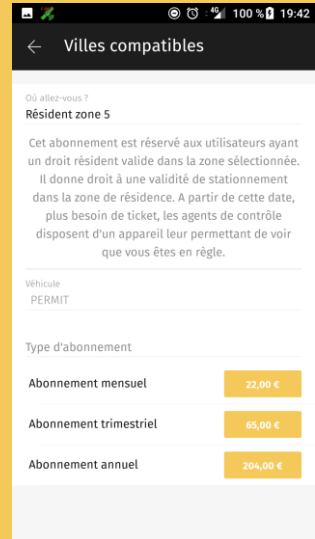 4G 100 % 19:42
← Villes compatibles
Où allez-vous ?
Résident zone 5
Cet abonnement est réservé aux utilisateurs ayant
un droit résident valide dans la zone sélectionnée.
Il donne droit à une validité de stationnement
dans la zone de résidence. A partir de cette date,
plus besoin de ticket, les agents de contrôle
disposent d'un appareil leur permettant de voir
que vous êtes en règle.
Véhicule
PERMIT
Type d'abonnement
Abonnement mensuel 22,00 €
Abonnement trimestriel 65,00 €
Abonnement annuel 204,00 €